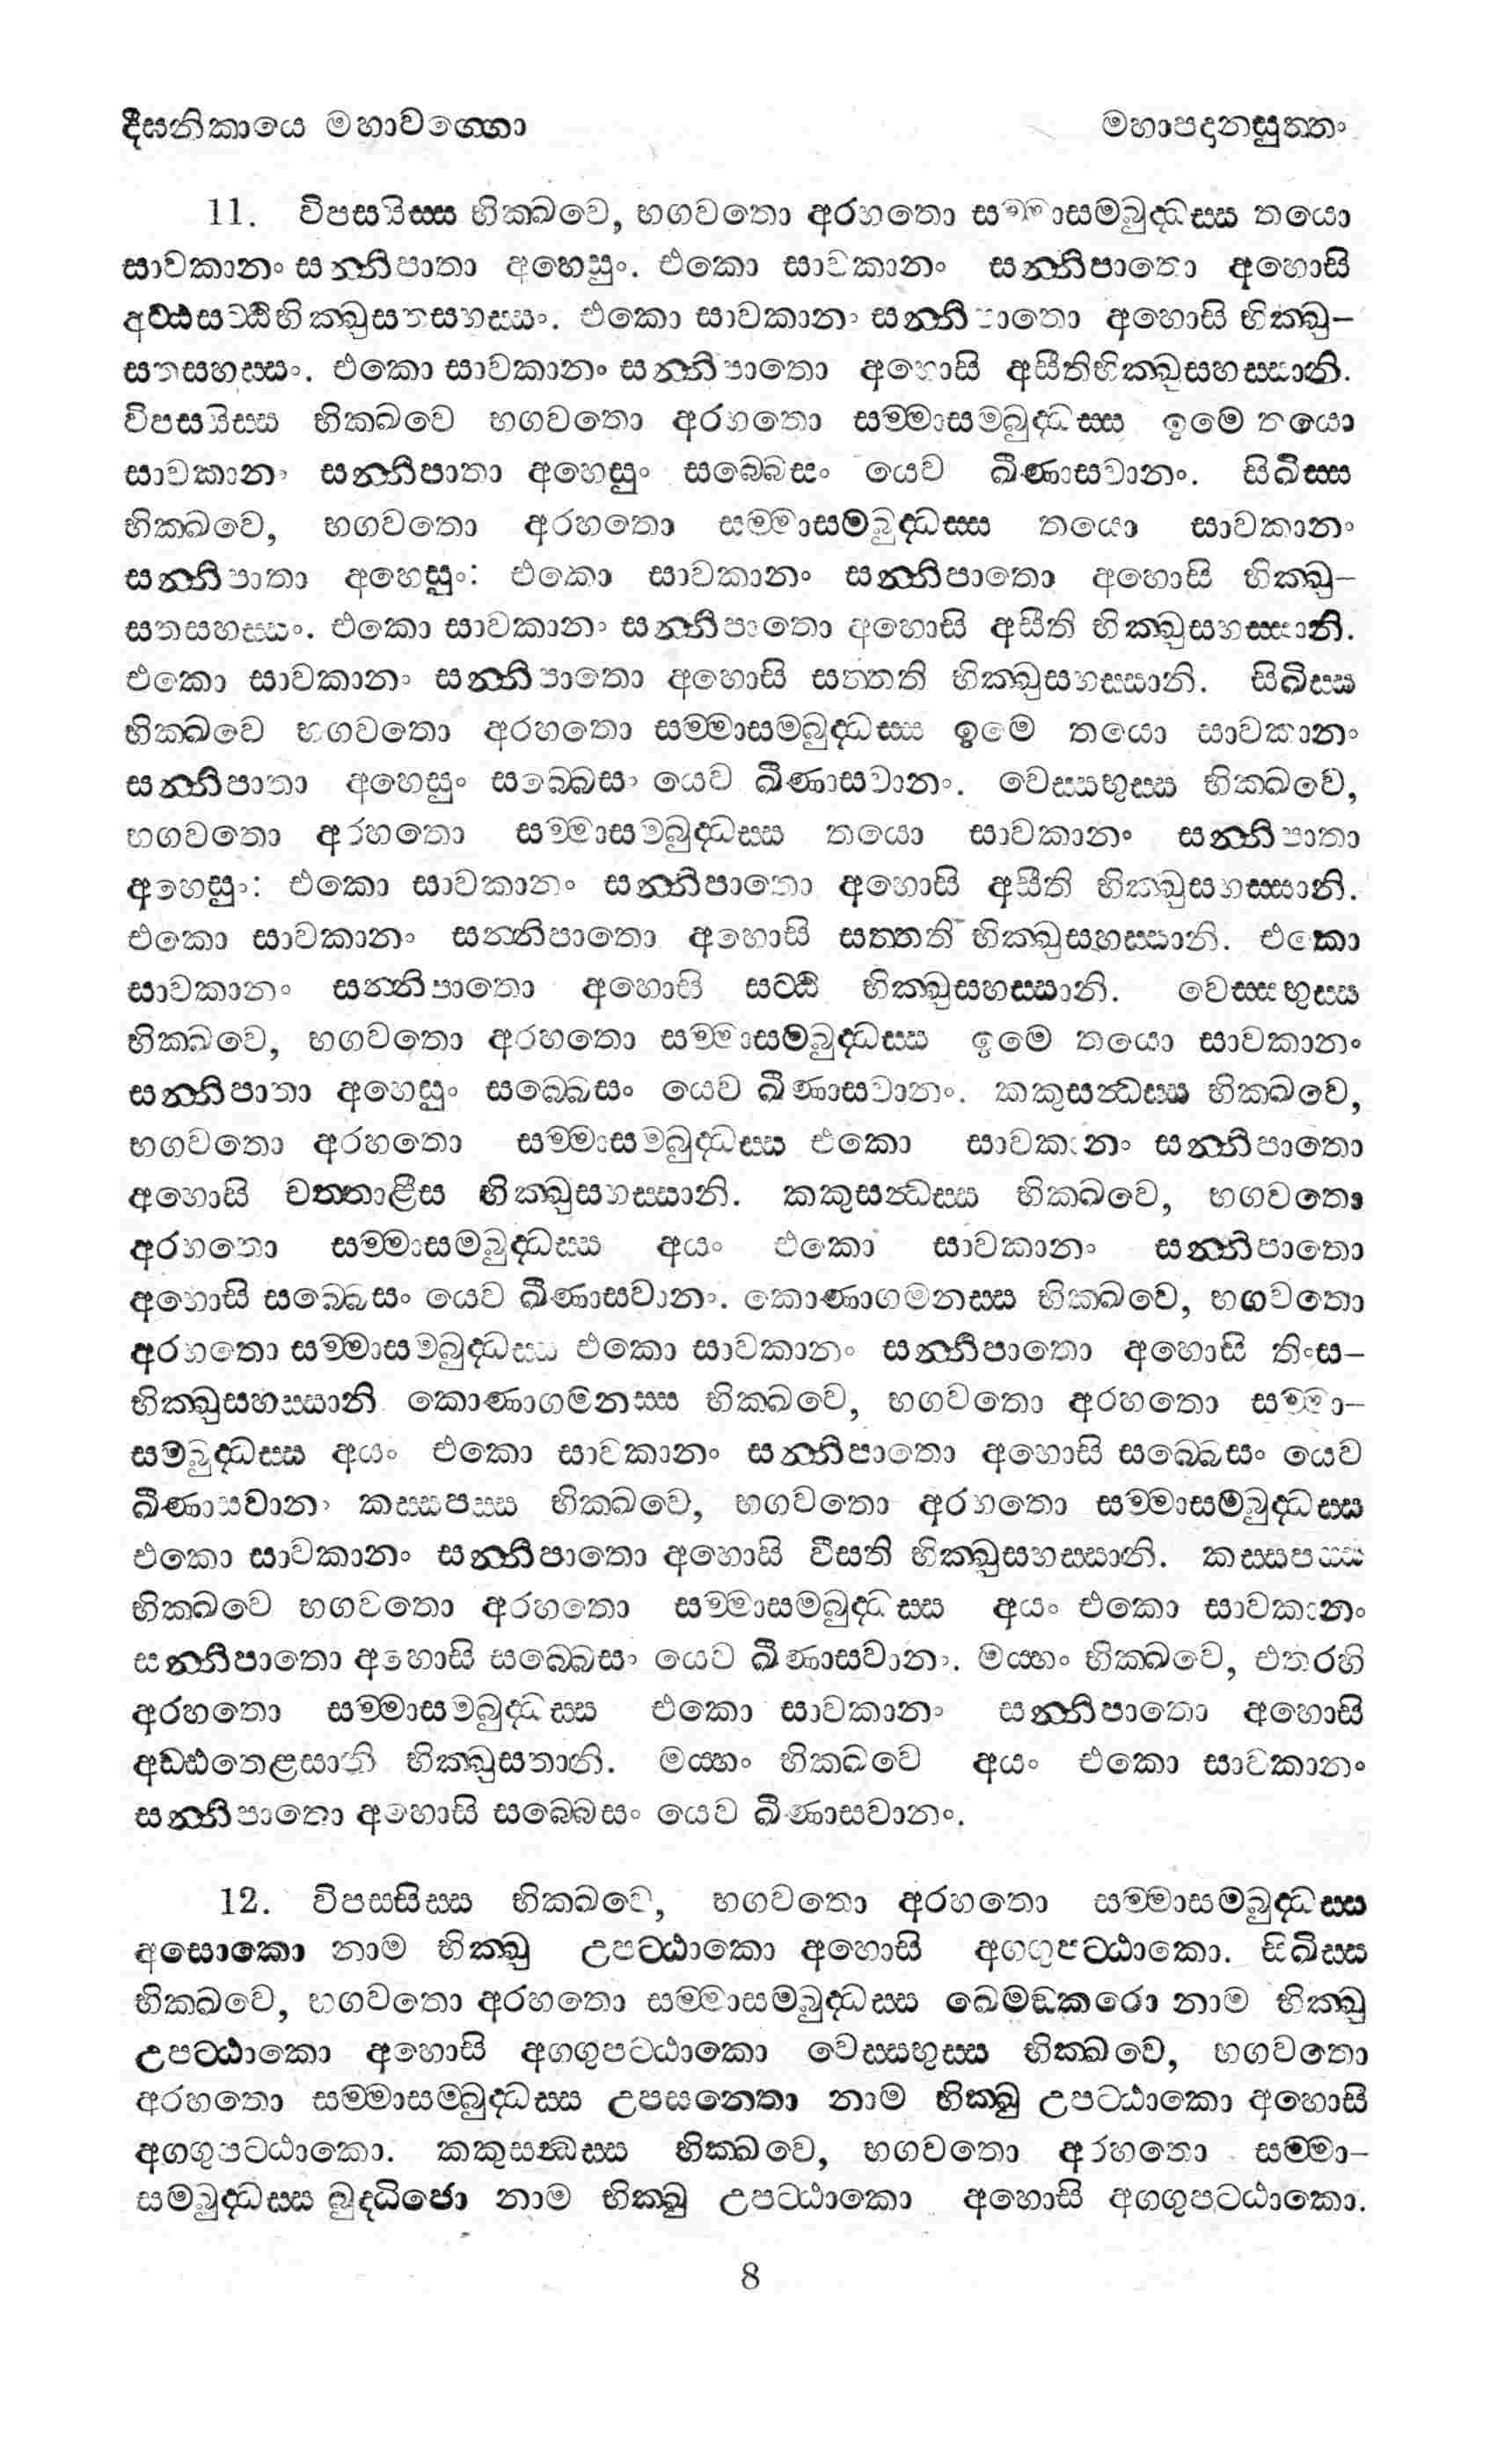 දීඝනිකායෙ මහාවග්ගො මහාපදානසුත්තං
11. විපස්සිස්ස භික්ඛවෙ, භගවතො අරහතො සම්මාසම්බුද්ධස්ස තයො
සාවකානං සන්නිපාතා අහෙසුං. එකො සාවකානං සන්නිපාතො අහොසි
අට්ඨසට්ඨිභික්ඛුසතසහස්සං. එකො සාවකානං සන්නිපාතො අහොසි භික්ඛු-
සතසහස්සං. එකො සාවකානං සන්නිපාතො අහොසි අසීතිභික්ඛුසහස්සානි.
විපස්සිස්ස භික්ඛවෙ භගවතො අරහතො සම්මාසම්බුද්ධස්ස ඉමෙ තයො
සාවකානං සන්නිපාතා අහෙසුං සබ්බෙසං යෙව ඛීණාසවානං. සිඛිස්ස
භික්ඛවෙ, භගවතො අරහතො සම්මාසම්බුද්ධස්ස තයො සාවකානං
සන්නිපාතා අහෙසුං: එකො සාවකානං සන්නිපාතො අහොසි භික්ඛු-
සතසහස්සං. එකො සාවකානං සන්නිපාතො අහොසි අසීති භික්ඛුසහස්සානි.
එකො සාවකානං සන්නිපාතො අහොසි සත්තති භික්ඛුසහස්සානි. සිඛිස්ස
භික්ඛවෙ භගවතො අරහතො සම්මාසම්බුද්ධස්ස ඉමෙ තයො සාවකානං
සන්නිපාතා අහෙසුං සබ්බෙසං යෙව ඛීණාසවානං. වෙස්සභුස්ස භික්ඛවෙ,
භගවතො අරහතො සම්මාසම්බුද්ධස්ස තයො සාවකානං සන්නිපාතා
අහෙසුං: එකො සාවකානං සන්නිපාතො අහොසි අසීති භික්ඛුසහස්සානි.
එකො සාවකානං සන්නිපාතො අහොසි සත්තති භික්ඛුසහස්සානි. එකො
සාවකානං සන්නිපාතො අහොසි සට්ඨි භික්ඛුසහස්සානි. වෙස්සභුස්ස
භික්ඛවෙ, භගවතො අරහතො සම්මාසම්බුද්ධස්ස ඉමෙ තයො සාවකානං
සන්නිපාතා අහෙසුං සබ්බෙසං යෙව ඛීණාසවානං. කකුසන්ධස්ස භික්ඛවෙ,
භගවතො අරහතො සම්මාසම්බුද්ධස්ස එකො සාවකානං සන්නිපාතො
අහොසි චත්තාළීස භික්ඛුසහස්සානි. කකුසන්ධස්ස භික්ඛවෙ, භගවතො
අරහතො සම්මාසම්බුද්ධස්ස අයං එකො සාවකානං සන්නිපාතො
අහොසි සබ්බෙසං යෙව ඛීණාසවානං. කොණාගමනස්ස භික්ඛවෙ, භගවතො
අරහතො සම්මාසම්බුද්ධස්ස එකො සාවකානං සන්නිපාතො අහොසි තිංස-
භික්ඛුසහස්සානි කොණාගමනස්ස භික්ඛවෙ, භගවතො අරහතො සම්මා-
සම්බුද්ධස්ස අයං එකො සාවකානං සන්නිපාතො අහොසි සබ්බෙසං යෙව
ඛීණාසවානං කස්සපස්ස භික්ඛවෙ, භගවතො අරහතො සම්මාසම්බුද්ධස්ස
එකො සාවකානං සන්නිපාතො අහොසි වීසති භික්ඛුසහස්සානි. කස්සපස්ස
භික්ඛවෙ භගවතො අරහතො සම්මාසම්බුද්ධස්ස අයං එකො සාවකානං
සන්නිපාතො අහොසි සබ්බෙසං යෙව ඛීණාසවානං. මය්හං භික්ඛවෙ, එතරහි
අරහතො සම්මාසම්බුද්ධස්ස එකො සාවකානං සන්නිපාතො අහොසි
අඩ්ඪතෙළසානි භික්ඛුසතානි. මය්හං භික්ඛවෙ අයං එකො සාවකානං
සන්නිපාතො අහොසි සබ්බෙසං යෙව ඛීණාසවානං.
12. විපස්සිස්ස භික්ඛවෙ, භගවතො අරහතො සම්මාසම්බුද්ධස්ස
අසොකො නාම භික්ඛු උපට්ඨාකො අහොසි අග්ගුපට්ඨාකො. සිඛිස්ස
භික්ඛවෙ, භගවතො අරහතො සම්මාසම්බුද්ධස්ස ඛෙමඞ්කරො නාම භික්ඛු
උපට්ඨාකො අහොසි අග්ගුපට්ඨාකො වෙස්සභුස්ස භික්ඛවෙ, භගවතො
අරහතො සම්මාසම්බුද්ධස්ස උපසන්තො නාම භික්ඛු උපට්ඨාකො අහොසි
අග්ගුපට්ඨාකො. කකුසන්ධස්ස භික්ඛවෙ, භගවතො අරහතො සම්මා-
සම්බුද්ධස්ස බුද්ධිජො නාම භික්ඛු උපට්ඨාකො අහොසි අග්ගුපට්ඨාකො.
8